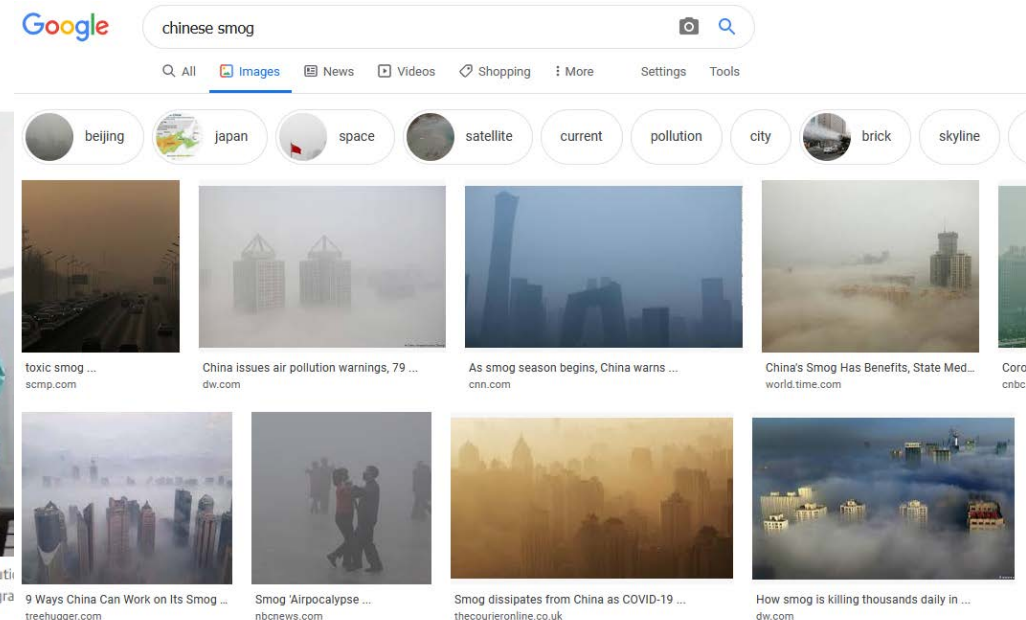 Google
chinese smog
All Images News Videos Shopping More Settings Tools
beijing japan space satellite current pollution city brick skyline
toxic smog ...
scmp.com
China issues air pollution warnings, 79 ...
dw.com
As smog season begins, China warns ...
cnn.com
China's Smog Has Benefits, State Med...
world.time.com
Coro
cnbc
9 Ways China Can Work on Its Smog ...
treehugger.com
Smog 'Airpocalypse ...
nbcnews.com
Smog dissipates from China as COVID-19 ...
thecourieronline.co.uk
How smog is killing thousands daily in ...
dw.com